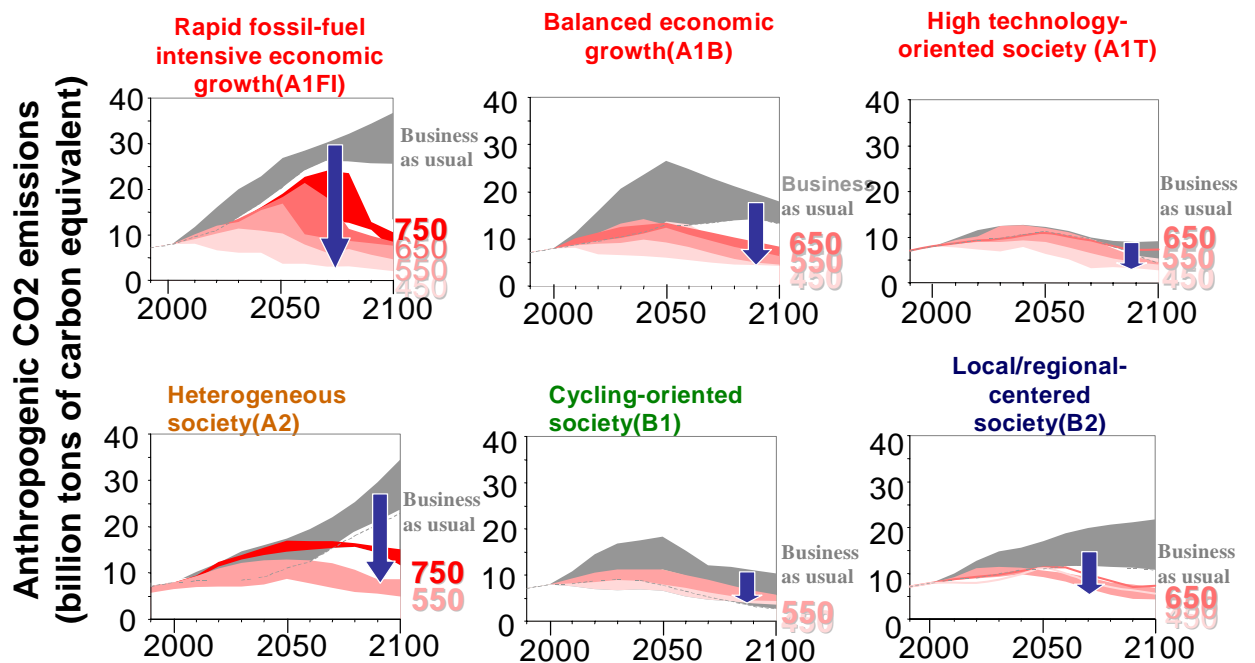 Anthropogenic CO2 emissions
(billion tons of carbon equivalent)
Rapid fossil-fuel
intensive economic
growth(A1FI)
40
30
20
10
0
2000 2050 2100
Business
as usual
750
650
550
450
Balanced economic
growth(A1B)
40
30
20
10
0
2000 2050 2100
Business
as usual
650
550
450
High technology-
oriented society (A1T)
40
30
20
10
0
2000 2050 2100
Business
as usual
650
550
450
Heterogeneous
society(A2)
40
30
20
10
0
2000 2050 2100
Business
as usual
750
550
Cycling-oriented
society(B1)
40
30
20
10
0
2000 2050 2100
Business
as usual
550
450
Local/regional-
centered
society(B2)
40
30
20
10
0
2000 2050 2100
Business
as usual
650
450